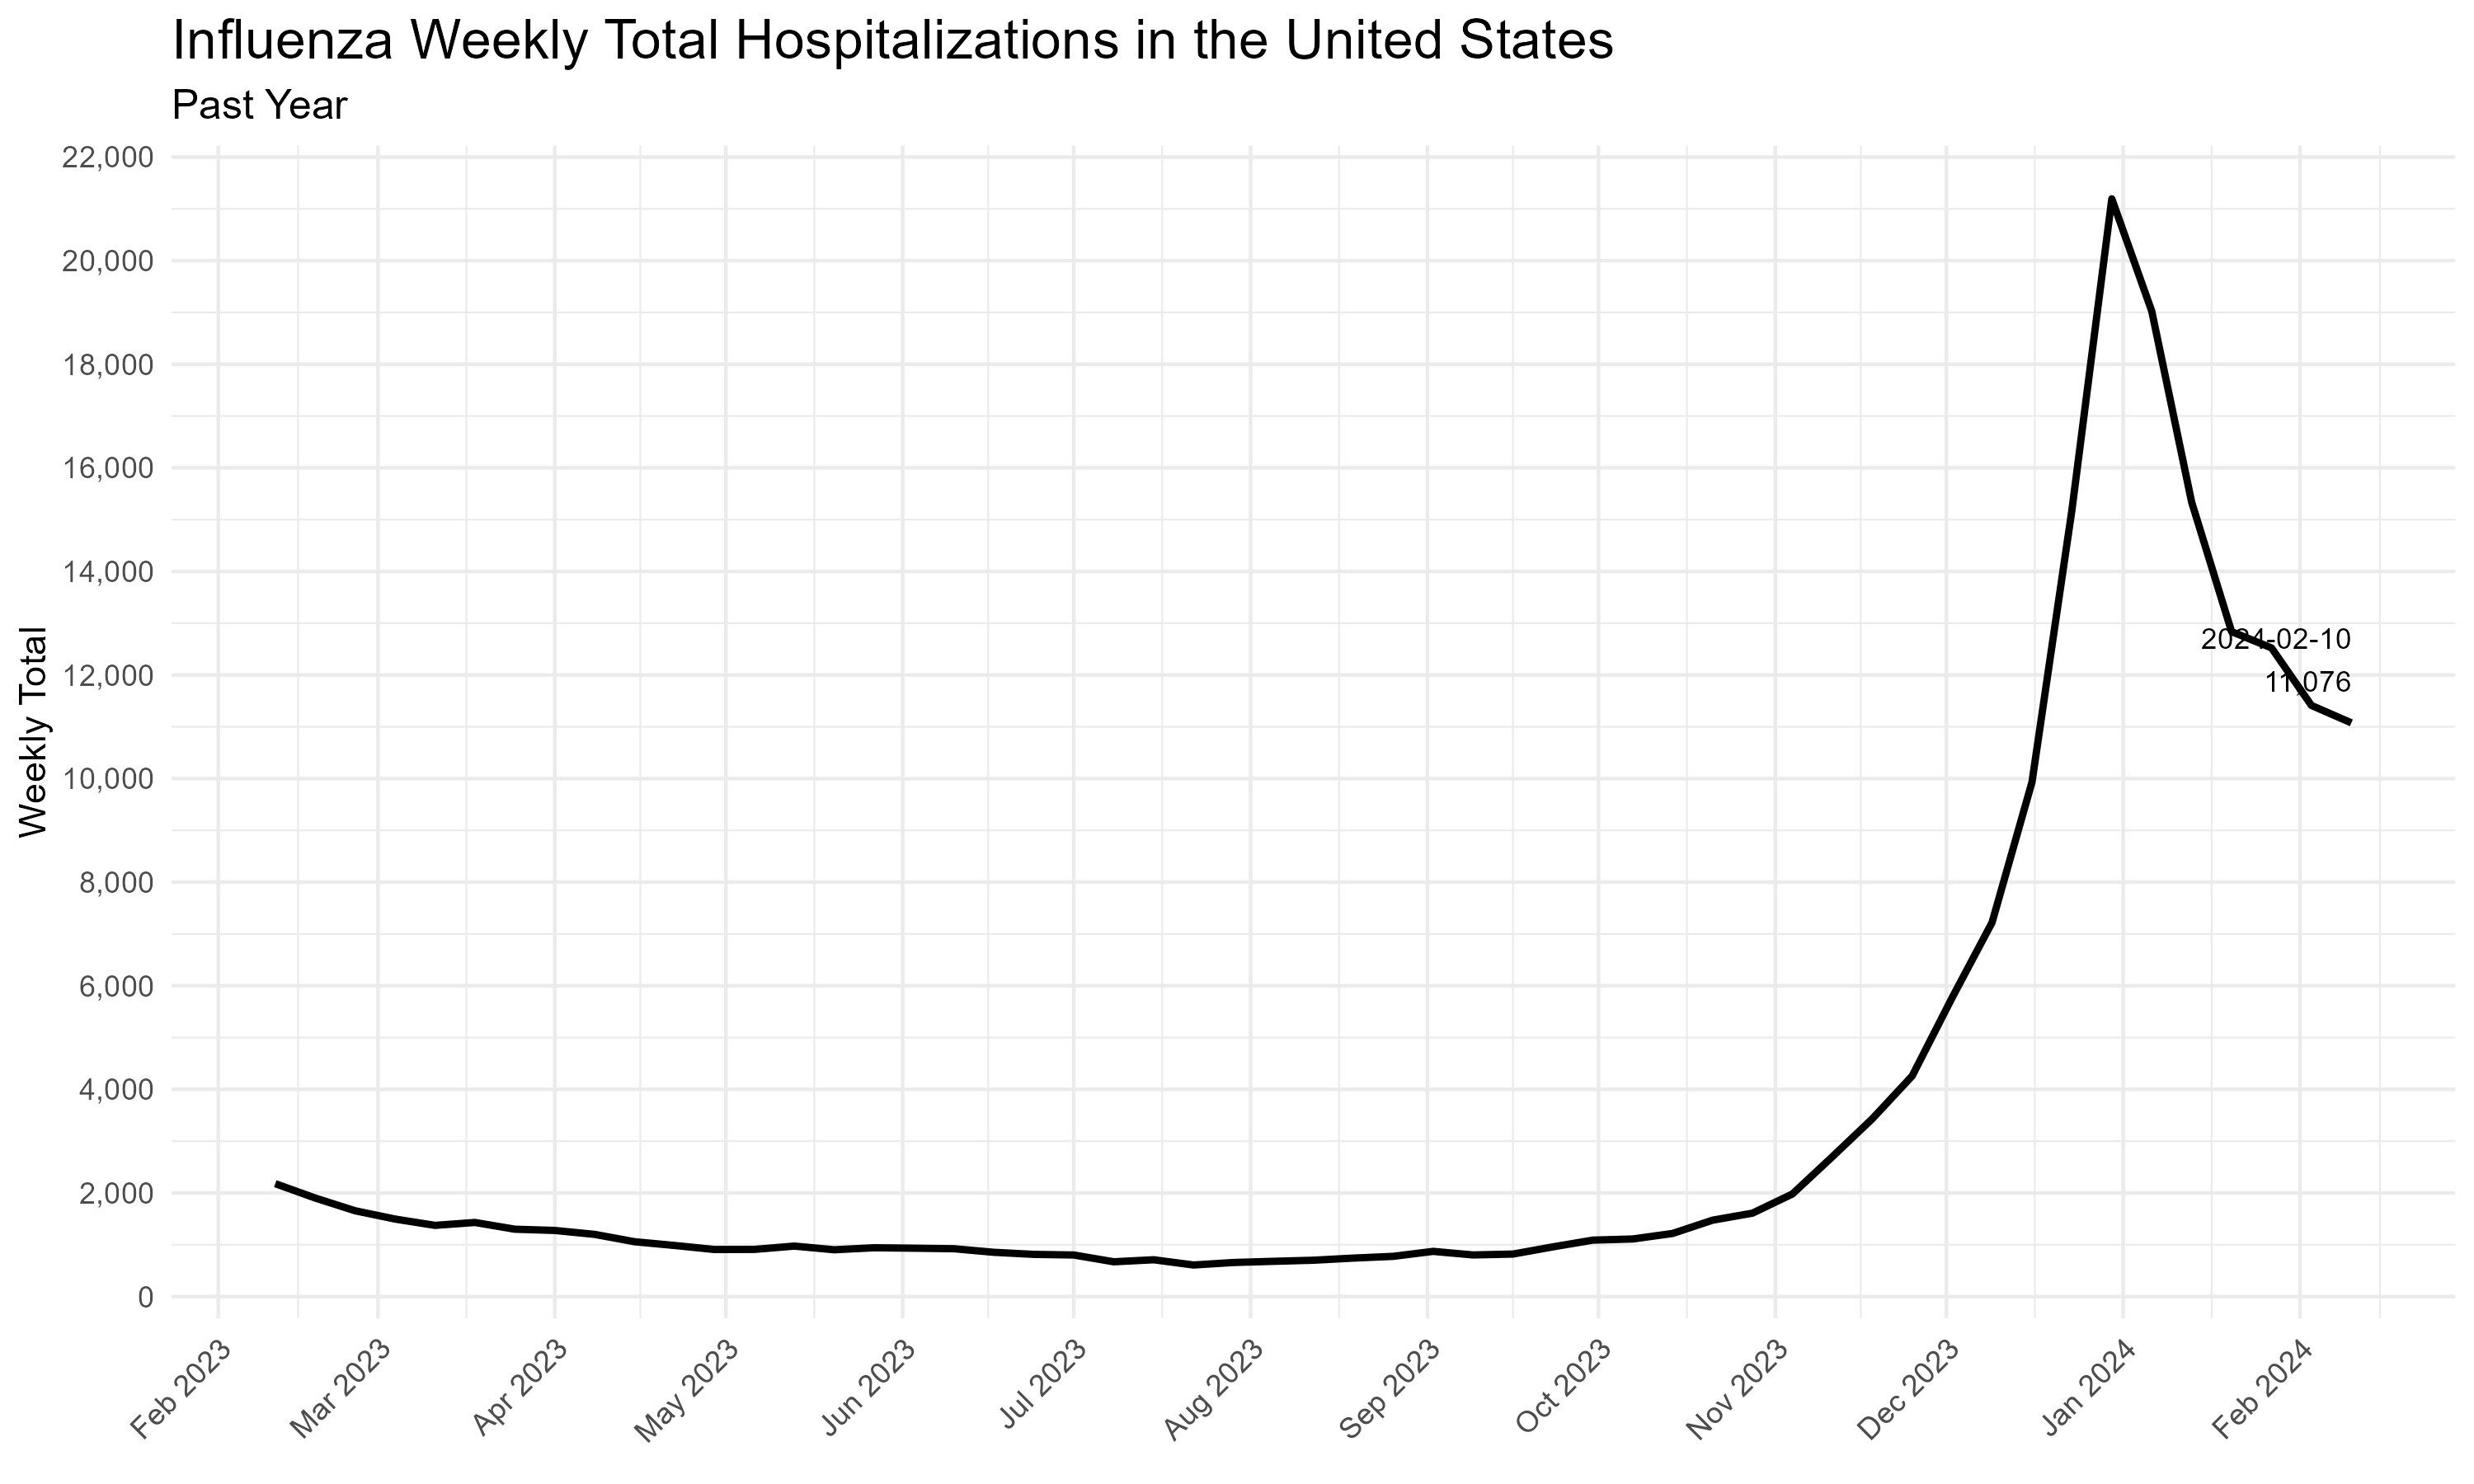 Influenza Weekly Total Hospitalizations in the United States
Past Year
22,000
20,000
18,000
16,000
14,000
12,000
10,000
8,000
6,000
4,000
2,000
0
Weekly Total
2024-02-10
11,076
Feb 2023
Mar 2023
Apr 2023
May 2023
Jun 2023
Jul 2023
Aug 2023
Sep 2023
Oct 2023
Nov 2023
Dec 2023
Jan 2024
Feb 2024